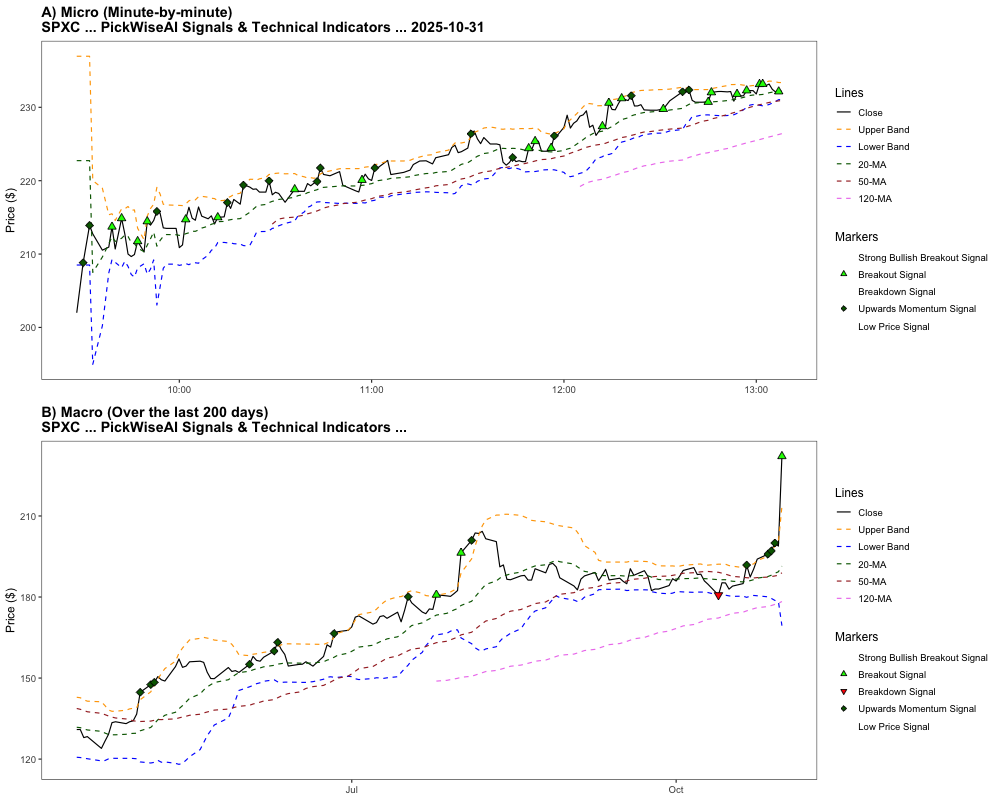 A) Micro (Minute-by-minute)
SPXC ... PickWiseAI Signals & Technical Indicators ... 2025-10-31
Price ($)
230
220
210
200
10:00
11:00
12:00
13:00
Lines
Close
Upper Band
Lower Band
20-MA
50-MA
120-MA
Markers
Strong Bullish Breakout Signal
Breakout Signal
Breakdown Signal
Upwards Momentum Signal
Low Price Signal
B) Macro (Over the last 200 days)
SPXC ... PickWiseAI Signals & Technical Indicators ...
Price ($)
210
180
150
120
Jul
Oct
Lines
Close
Upper Band
Lower Band
20-MA
50-MA
120-MA
Markers
Strong Bullish Breakout Signal
Breakout Signal
Breakdown Signal
Upwards Momentum Signal
Low Price Signal